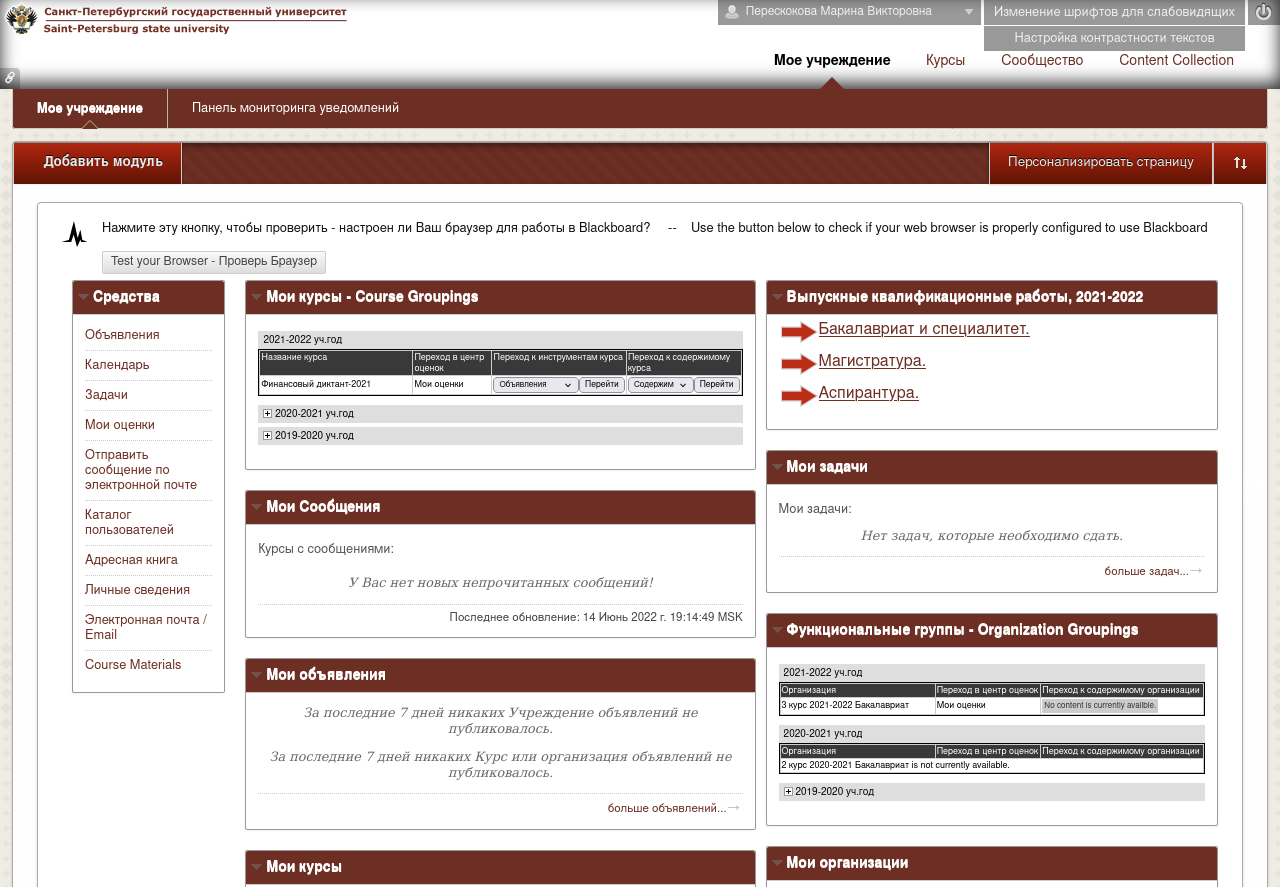 Санкт-Петербургский государственный университет
Saint-Petersburg state university
Перескокова Марина Викторовна
Изменение шрифтов для слабовидящих
Настройка контрастности текстов
Мое учреждение
Курсы
Сообщество
Content Collection
Мое учреждение
Панель мониторинга уведомлений
Добавить модуль
Персонализировать страницу
Нажмите эту кнопку, чтобы проверить - настроен ли Ваш браузер для работы в Blackboard? -- Use the button below to check if your web browser is properly configured to use Blackboard
Test your Browser - Проверь Браузер
Средства
Объявления
Календарь
Задачи
Мои оценки
Отправить
сообщение по
электронной почте
Каталог
пользователей
Адресная книга
Личные сведения
Электронная почта /
Email
Course Materials
Мои курсы - Course Groupings
2021-2022 уч.год
Название курса
Переход в центр
оценок
Переход к инструментам курса
Переход к содержимому
курса
Финансовый диктант-2021
Мои оценки
Объявления
Перейти
Содержим
Перейти
2020-2021 уч.год
2019-2020 уч.год
Мои Сообщения
Курсы с сообщениями:
У Вас нет новых непрочитанных сообщений!
Последнее обновление: 14 Июнь 2022 г. 19:14:49 MSK
Мои объявления
За последние 7 дней никаких Учреждение объявлений не
публиковалось.
За последние 7 дней никаких Курс или организация объявлений не
публиковалось.
больше объявлений...
Мои курсы
Выпускные квалификационные работы, 2021-2022
Бакалавриат и специалитет.
Магистратура.
Аспирантура.
Мои задачи
Мои задачи:
Нет задач, которые необходимо сдать.
больше задач...
Функциональные группы - Organization Groupings
2021-2022 уч.год
Организация
Переход в центр оценок
Переход к содержимому организации
3 курс 2021-2022 Бакалавриат
Мои оценки
No content is currently availble.
2020-2021 уч.год
Организация
Переход в центр оценок
Переход к содержимому организации
2 курс 2020-2021 Бакалавриат is not currently available.
2019-2020 уч.год
Мои организации